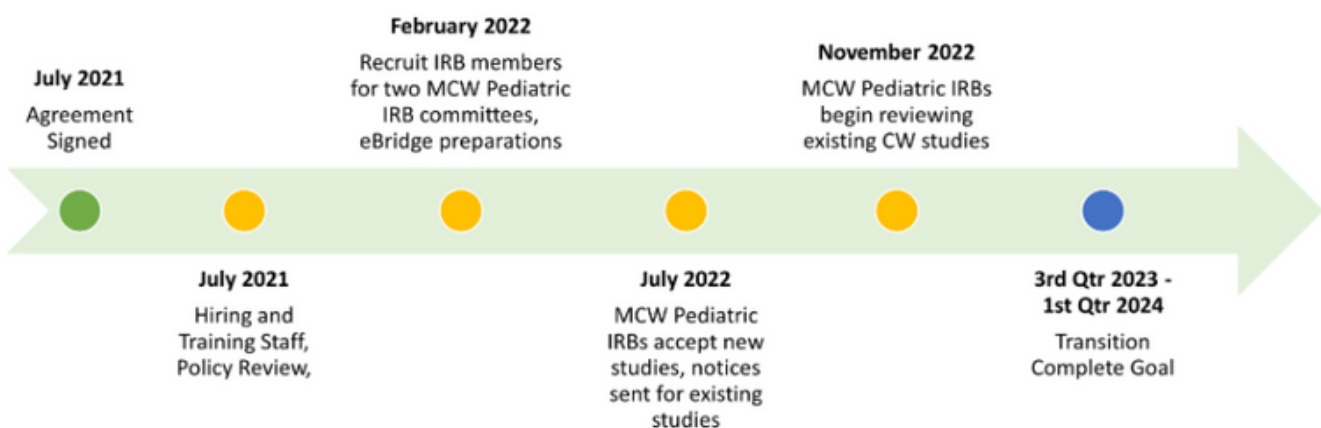 July 2021
Agreement
Signed
July 2021
Hiring and
Training Staff,
Policy Review,
February 2022
Recruit IRB members
for two MCW Pediatric
IRB committees,
eBridge preparations
July 2022
MCW Pediatric
IRBs accept new
studies, notices
sent for existing
studies
November 2022
MCW Pediatric IRBs
begin reviewing
existing CW studies
3rd Qtr 2023 -
1st Qtr 2024
Transition
Complete Goal